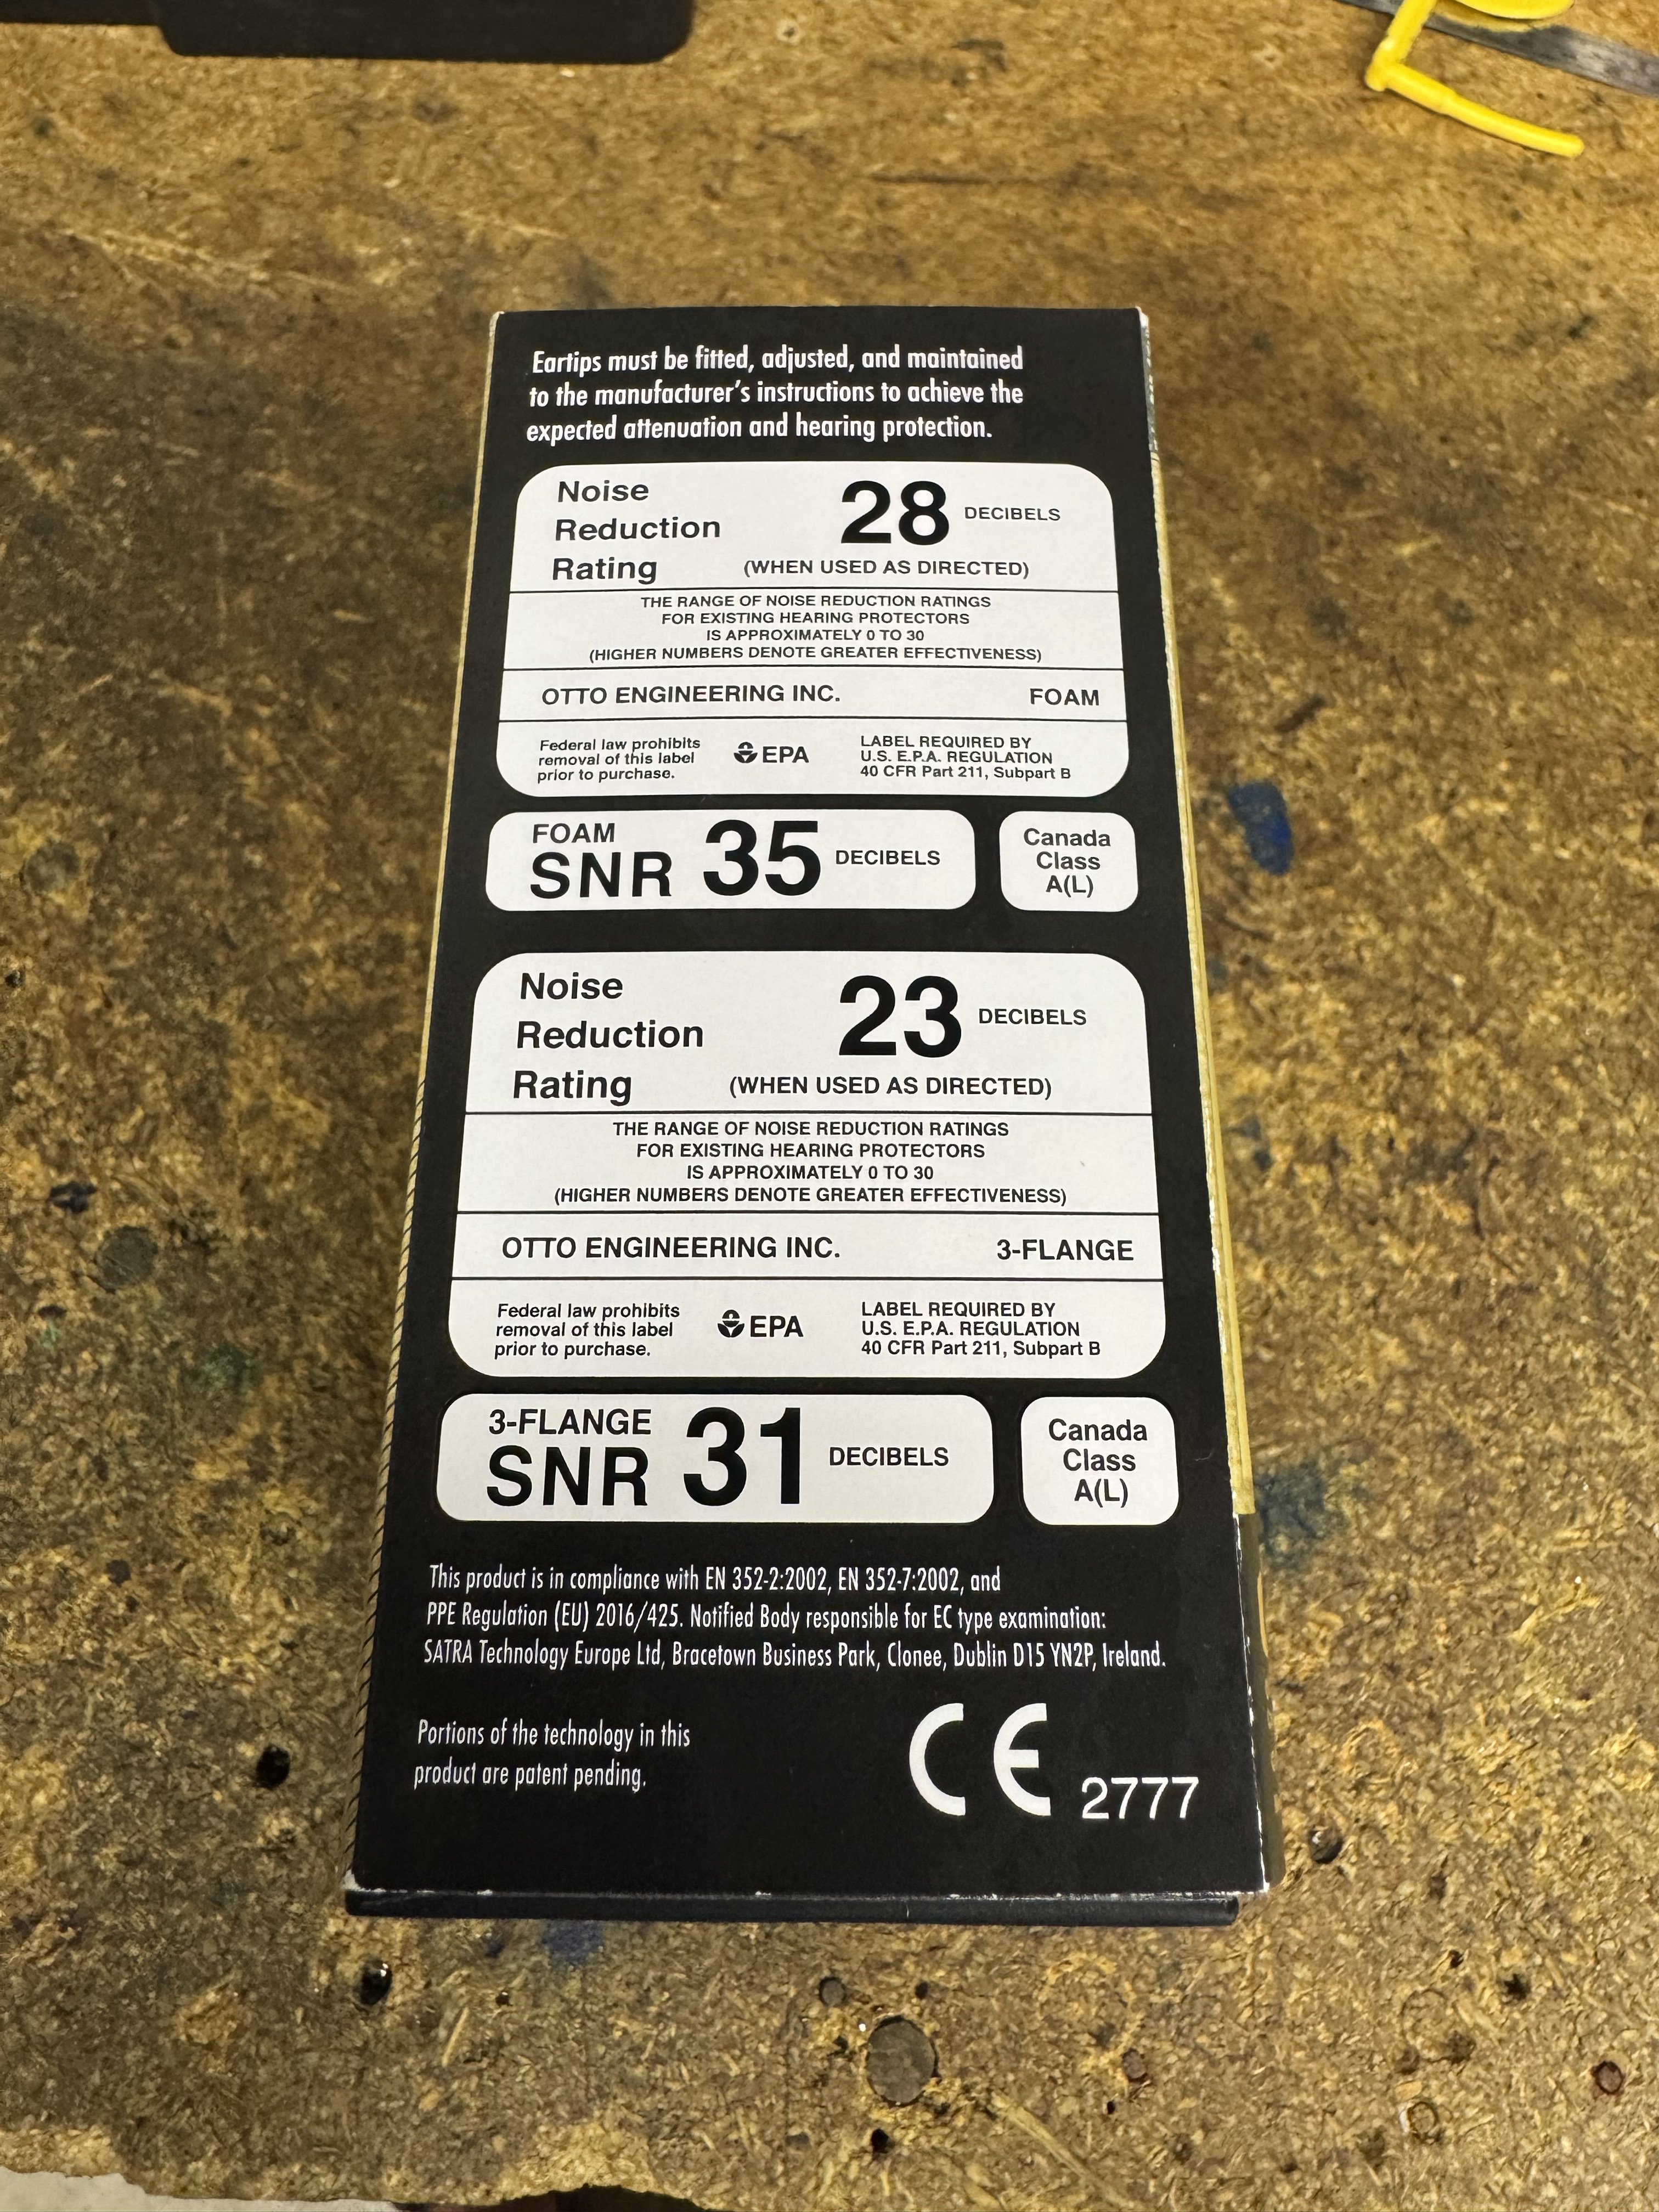 Eartips must be fitted, adjusted, and maintained
to the manufacturer's instructions to achieve the
expected attenuation and hearing protection.
Noise
Reduction
Rating
28 DECIBELS
(WHEN USED AS DIRECTED)
THE RANGE OF NOISE REDUCTION RATINGS
FOR EXISTING HEARING PROTECTORS
IS APPROXIMATELY 0 TO 30
(HIGHER NUMBERS DENOTE GREATER EFFECTIVENESS)
OTTO ENGINEERING INC. FOAM
Federal law prohibits
removal of this label
prior to purchase.
EPA
LABEL REQUIRED BY
U.S. E.P.A. REGULATION
40 CFR Part 211, Subpart B
FOAM
SNR 35 DECIBELS
Canada
Class
A(L)
Noise
Reduction
Rating
23 DECIBELS
(WHEN USED AS DIRECTED)
THE RANGE OF NOISE REDUCTION RATINGS
FOR EXISTING HEARING PROTECTORS
IS APPROXIMATELY 0 TO 30
(HIGHER NUMBERS DENOTE GREATER EFFECTIVENESS)
OTTO ENGINEERING INC. 3-FLANGE
Federal law prohibits
removal of this label
prior to purchase.
EPA
LABEL REQUIRED BY
U.S. E.P.A. REGULATION
40 CFR Part 211, Subpart B
3-FLANGE
SNR 31 DECIBELS
Canada
Class
A(L)
This product is in compliance with EN 352-2:2002, EN 352-7:2002, and
PPE Regulation (EU) 2016/425. Notified Body responsible for EC type examination:
SATRA Technology Europe Ltd, Bracetown Business Park, Clonee, Dublin D15 YN2P, Ireland.
Portions of the technology in this
product are patent pending.
CE 2777